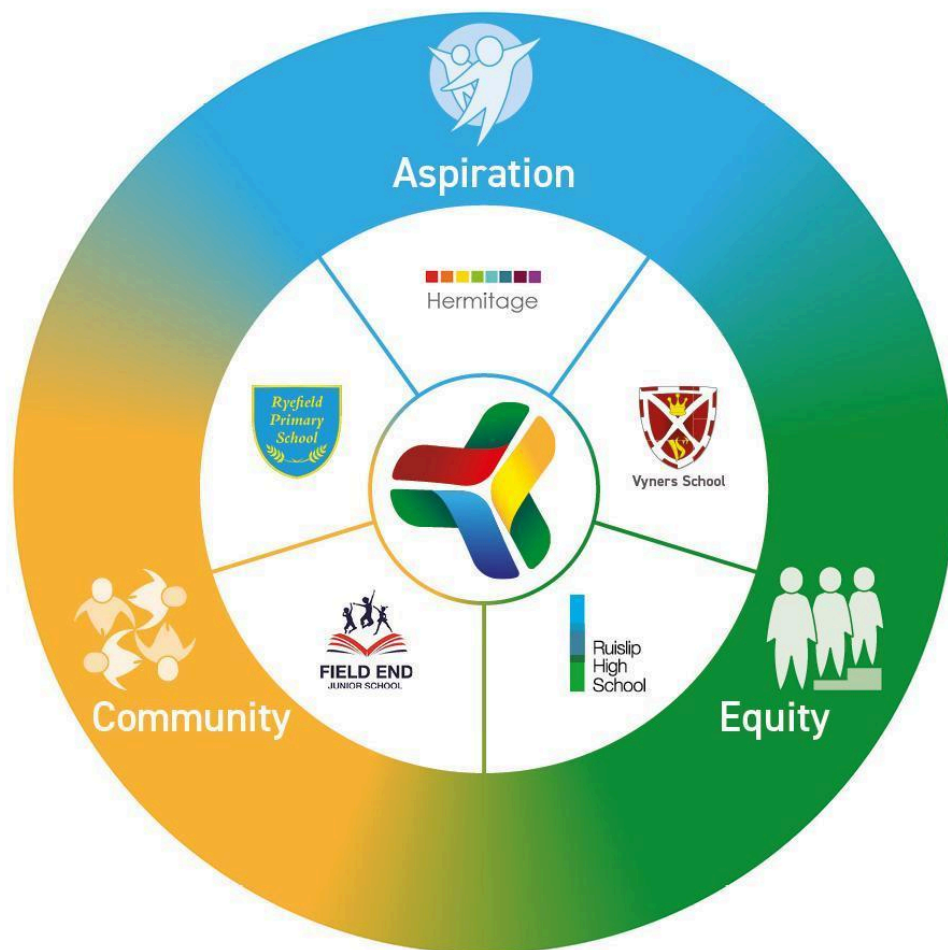 Aspiration
Hermitage
Ryefield
Primary
School
Vyners School
FIELD END
JUNIOR SCHOOL
Ruislip
High
School
Community
Equity